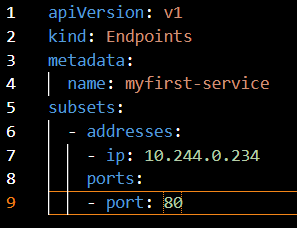 1 apiVersion: v1
2 kind: Endpoints
3 metadata:
4   name: myfirst-service
5 subsets:
6   - addresses:
7     - ip: 10.244.0.234
8     ports:
9     - port: 80